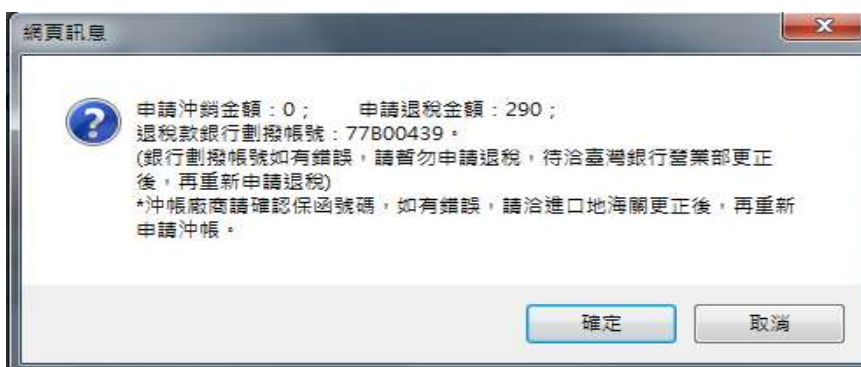 網頁訊息
申請沖銷金額：0； 申請退稅金額：290；
退稅款銀行劃撥帳號：77B00439。
(銀行劃撥帳號如有錯誤，請暫勿申請退稅，待洽臺灣銀行營業部更正
後，再重新申請退稅)
*沖帳廠商請確認保函號碼，如有錯誤，請洽進口地海關更正後，再重新
申請沖帳。
確定
取消